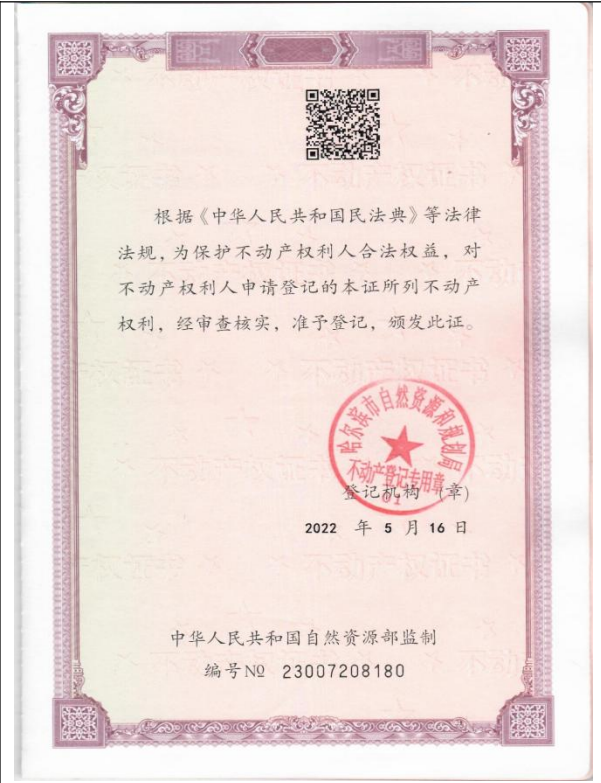 根据《中华人民共和国民法典》等法律
法规，为保护不动产权利人合法权益，对
不动产权利人申请登记的本证所列不动产
权利，经审查核实，准予登记，颁发此证。
哈尔滨市自然资源和规划局
不动产登记专用章
01
登记机构（章）
2022 年 5 月 16 日
中华人民共和国自然资源部监制
编号№ 23007208180